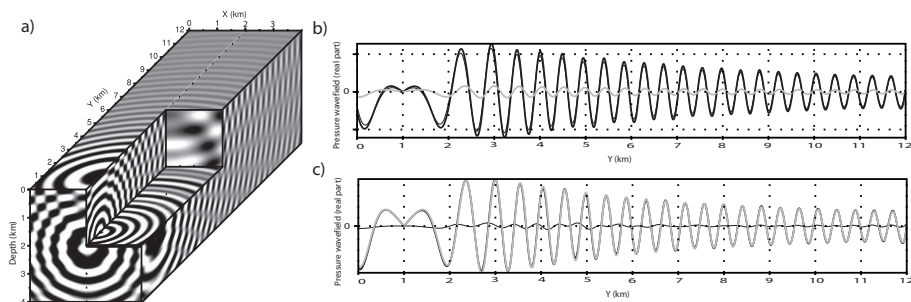 a)
X (km)
0 1 2 3
12
11
10
9
8
7
6
5
4
3
2
1
Y (km)
0
1
2
3
4
Depth (km)
b)
Pressure wavefield (real part)
0
0 1 2 3 4 5 6 7 8 9 10 11 12
Y (km)
c)
Pressure wavefield (real part)
0
0 1 2 3 4 5 6 7 8 9 10 11 12
Y (km)